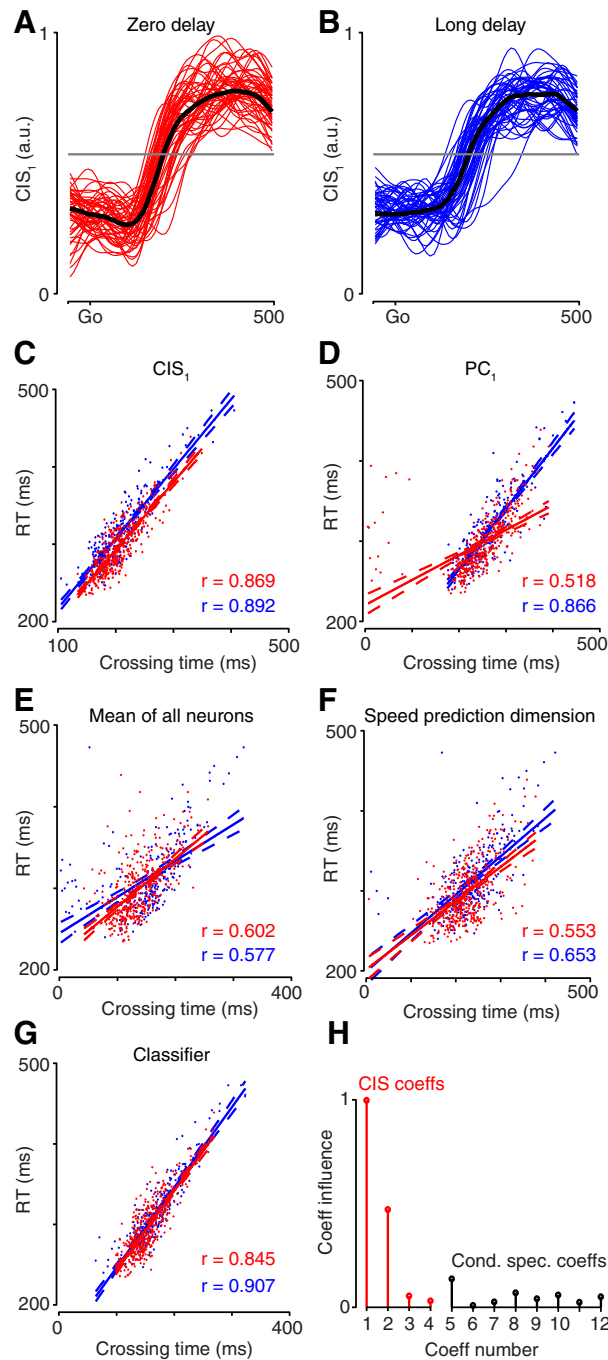 A Zero delay
1
CIS1 (a.u.)
0
Go 500
B Long delay
1
CIS1 (a.u.)
0
Go 500
C CIS1
500
RT (ms)
200
r = 0.869
r = 0.892
100 500
Crossing time (ms)
D PC1
500
RT (ms)
200
r = 0.518
r = 0.866
0 500
Crossing time (ms)
E Mean of all neurons
500
RT (ms)
200
r = 0.602
r = 0.577
0 400
Crossing time (ms)
F Speed prediction dimension
500
RT (ms)
200
r = 0.553
r = 0.653
0 500
Crossing time (ms)
G Classifier
500
RT (ms)
200
r = 0.845
r = 0.907
0 400
Crossing time (ms)
H
CIS coeffs
1
Coeff influence
Cond. spec. coeffs
0
1 2 3 4 5 6 7 8 9 10 11 12
Coeff number